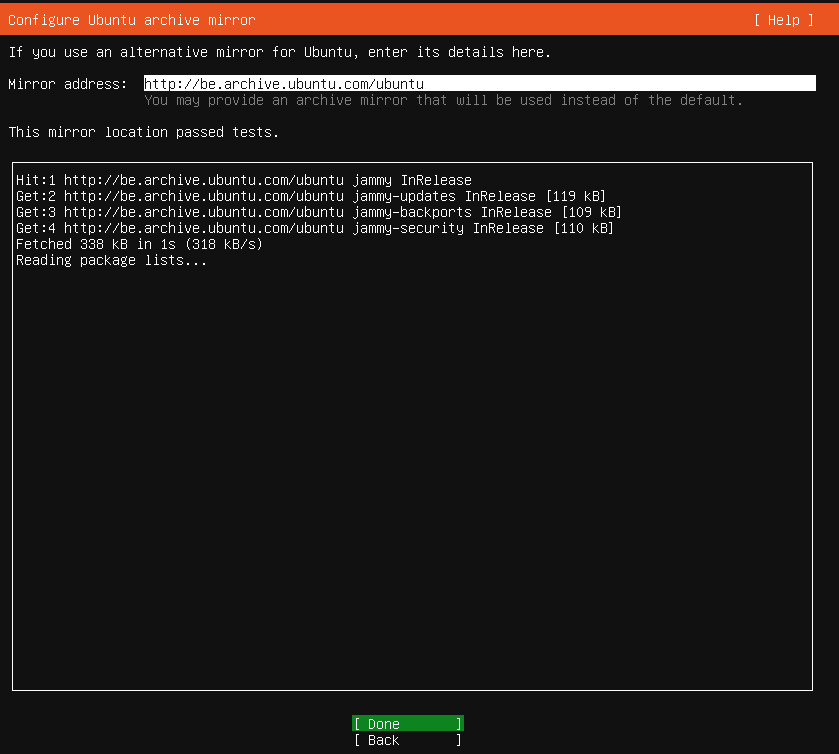 Configure Ubuntu archive mirror [ Help ]
If you use an alternative mirror for Ubuntu, enter its details here.
Mirror address: http://be.archive.ubuntu.com/ubuntu
You may provide an archive mirror that will be used instead of the default.
This mirror location passed tests.
Hit:1 http://be.archive.ubuntu.com/ubuntu jammy InRelease
Get:2 http://be.archive.ubuntu.com/ubuntu jammy-updates InRelease [119 kB]
Get:3 http://be.archive.ubuntu.com/ubuntu jammy-backports InRelease [109 kB]
Get:4 http://be.archive.ubuntu.com/ubuntu jammy-security InRelease [110 kB]
Fetched 338 kB in 1s (318 kB/s)
Reading package lists...
[ Done ]
[ Back ]